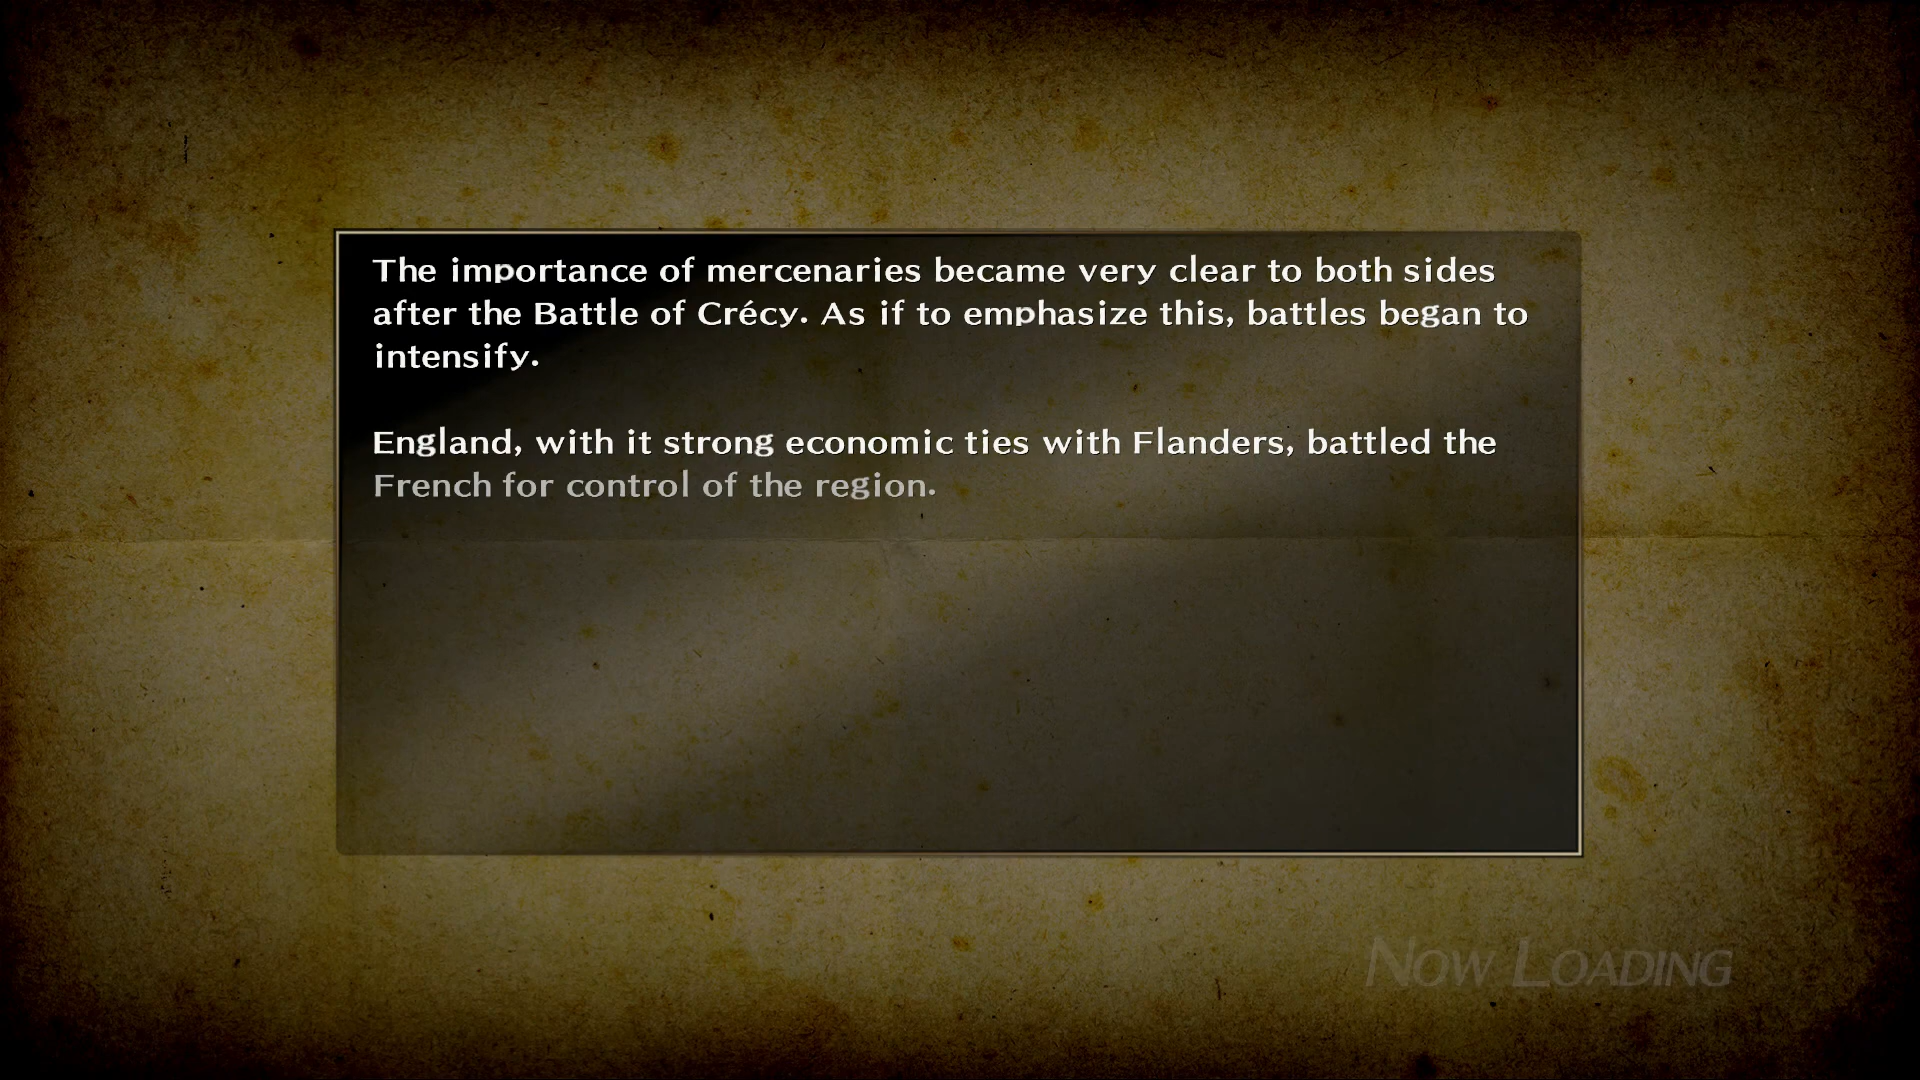 The importance of mercenaries became very clear to both sides
after the Battle of Crécy. As if to emphasize this, battles began to
intensify.
England, with it strong economic ties with Flanders, battled the
French for control of the region.
Now Loading